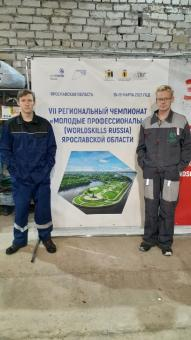 ЯРОСЛАВСКАЯ ОБЛАСТЬ
VII РЕГИОНАЛЬНЫЙ ЧЕМПИОНАТ
«МОЛОДЫЕ ПРОФЕССИОНАЛЫ»
(WORLDSKILLS RUSSIA)
ЯРОСЛАВСКОЙ ОБЛАСТИ